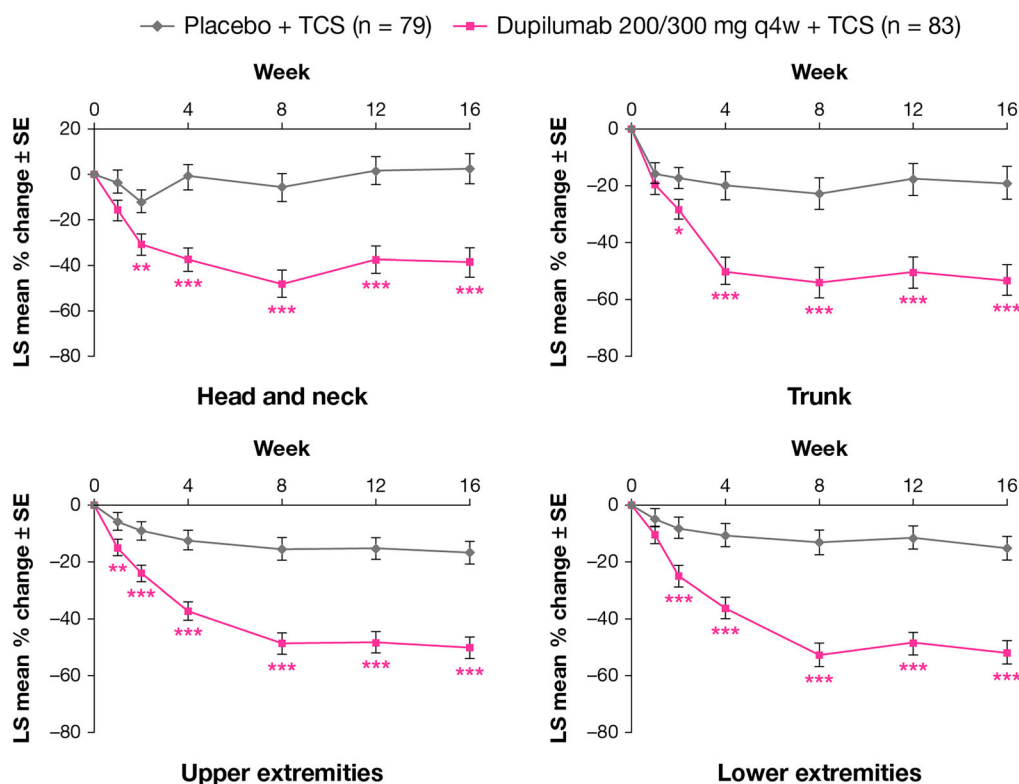 Placebo + TCS (n = 79) Dupilumab 200/300 mg q4w + TCS (n = 83)
Week
0 4 8 12 16
LS mean % change ± SE
20
0
−20
−40
−60
−80
**
***
***
***
***
Head and neck
Week
0 4 8 12 16
LS mean % change ± SE
0
−20
−40
−60
−80
*
***
***
***
***
Trunk
Week
0 4 8 12 16
LS mean % change ± SE
0
−20
−40
−60
−80
**
***
***
***
***
***
Upper extremities
Week
0 4 8 12 16
LS mean % change ± SE
0
−20
−40
−60
−80
***
***
***
***
***
Lower extremities